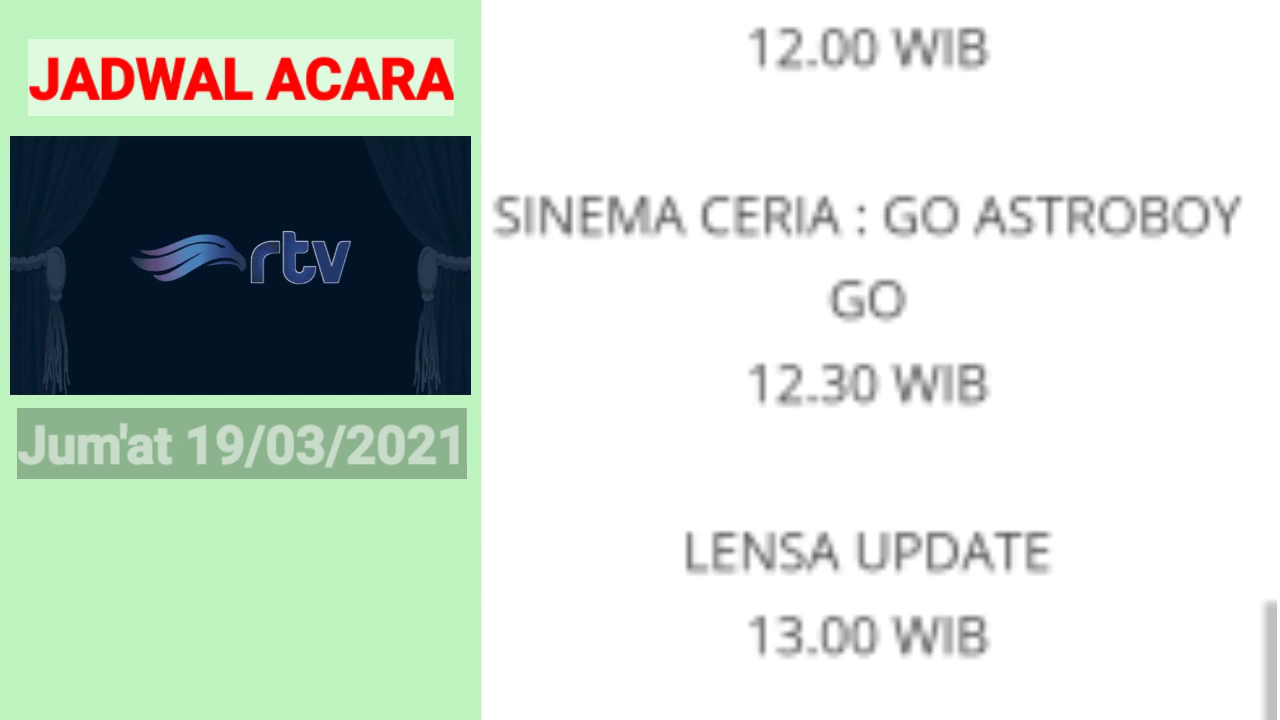 JADWAL ACARA
rtv
Jum'at 19/03/2021
12.00 WIB
SINEMA CERIA : GO ASTROBOY
GO
12.30 WIB
LENSA UPDATE
13.00 WIB